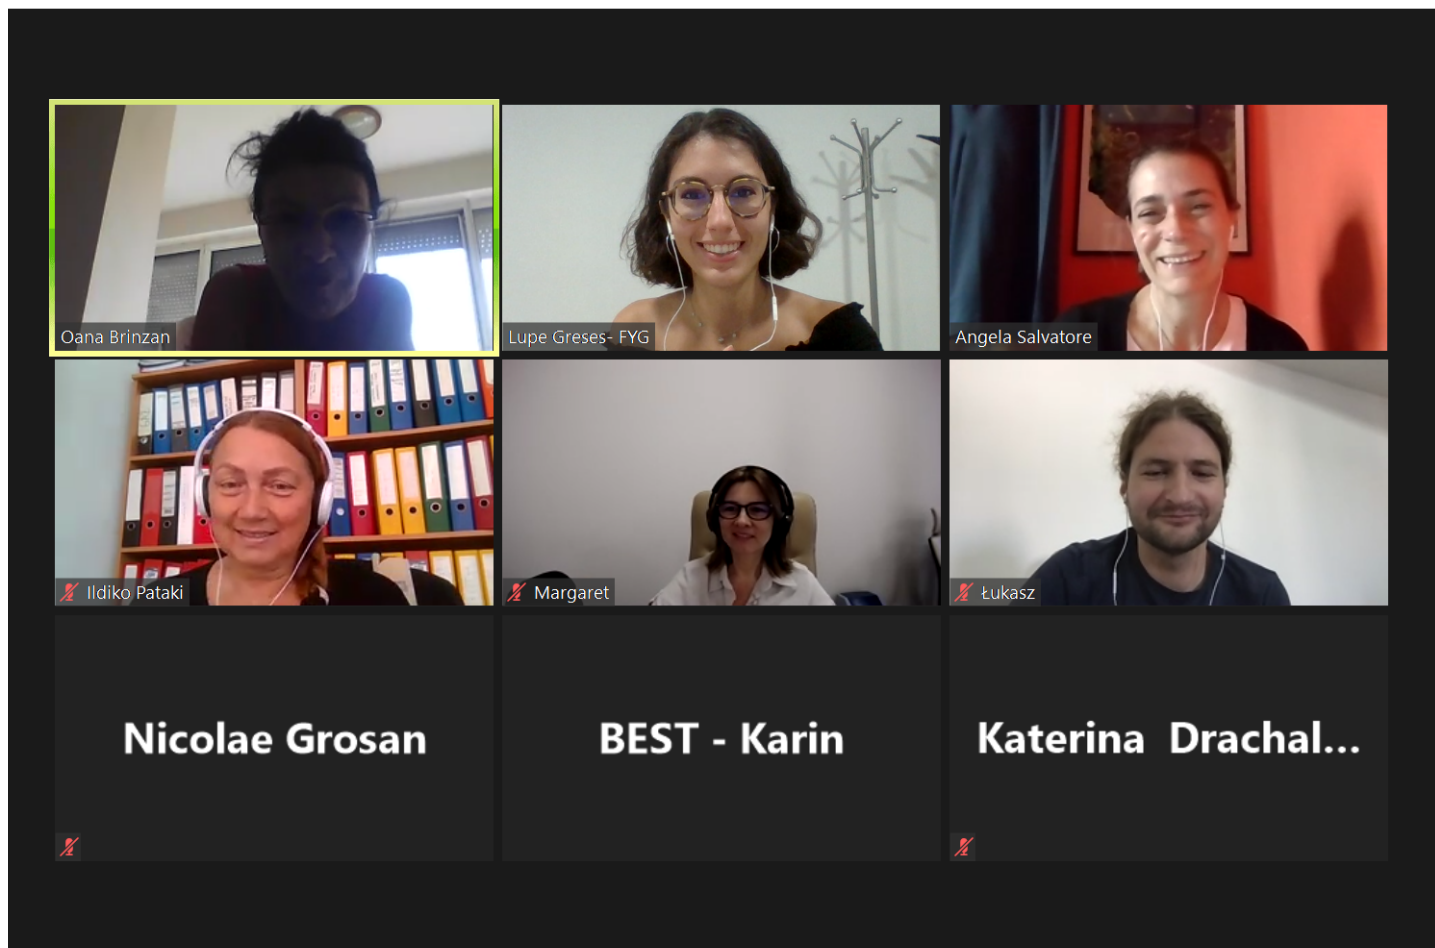 Oana Brinzan
Lupe Greses- FYG
Angela Salvatore
Ildiko Pataki
Margaret
Łukasz
Nicolae Grosan
BEST - Karin
Katerina  Drachal...